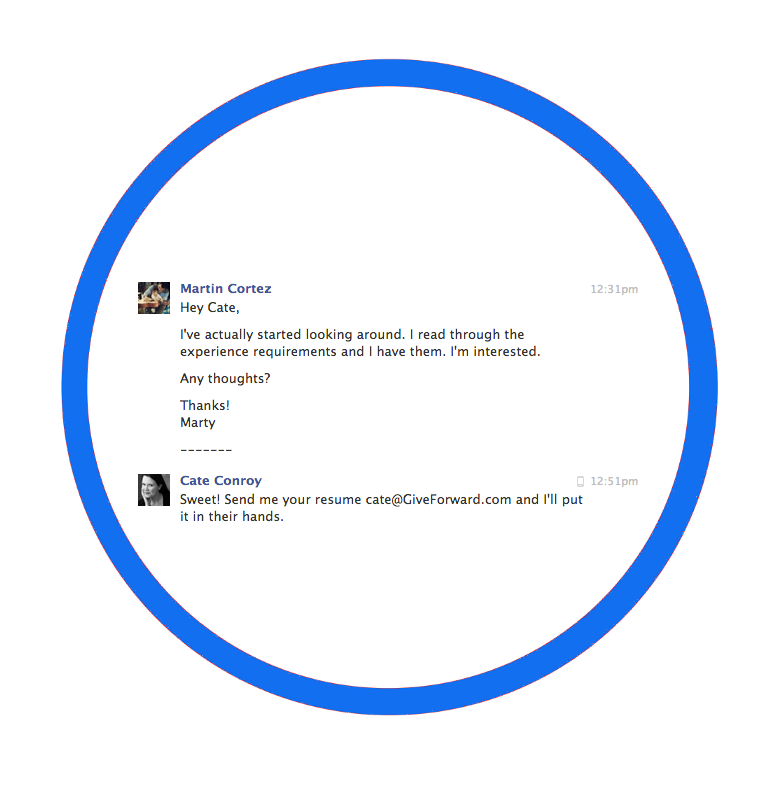 Martin Cortez 12:31pm
Hey Cate,
I've actually started looking around. I read through the
experience requirements and I have them. I'm interested.
Any thoughts?
Thanks!
Marty
-------
Cate Conroy 12:51pm
Sweet! Send me your resume cate@GiveForward.com and I'll put
it in their hands.